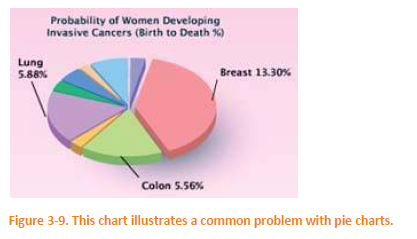 Probability of Women Developing
Invasive Cancers (Birth to Death %)
Lung
5.88%
Breast 13.30%
Colon 5.56%
Figure 3-9. This chart illustrates a common problem with pie charts.